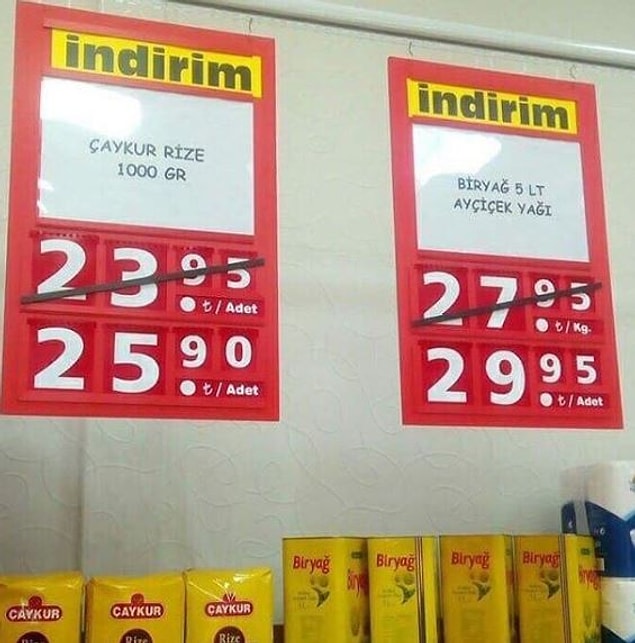 indirim
ÇAYKUR RİZE
1000 GR
23 95
₺ / Adet
25 90
₺ / Adet
indirim
BİRYAĞ 5 LT
AYÇİÇEK YAĞI
27 95
₺ / Kg.
29 95
₺ / Adet
ÇAYKUR
ÇAYKUR
Rize
ÇAYKUR
Rize
Biryağ
Biryağ
Biryağ
Biryağ